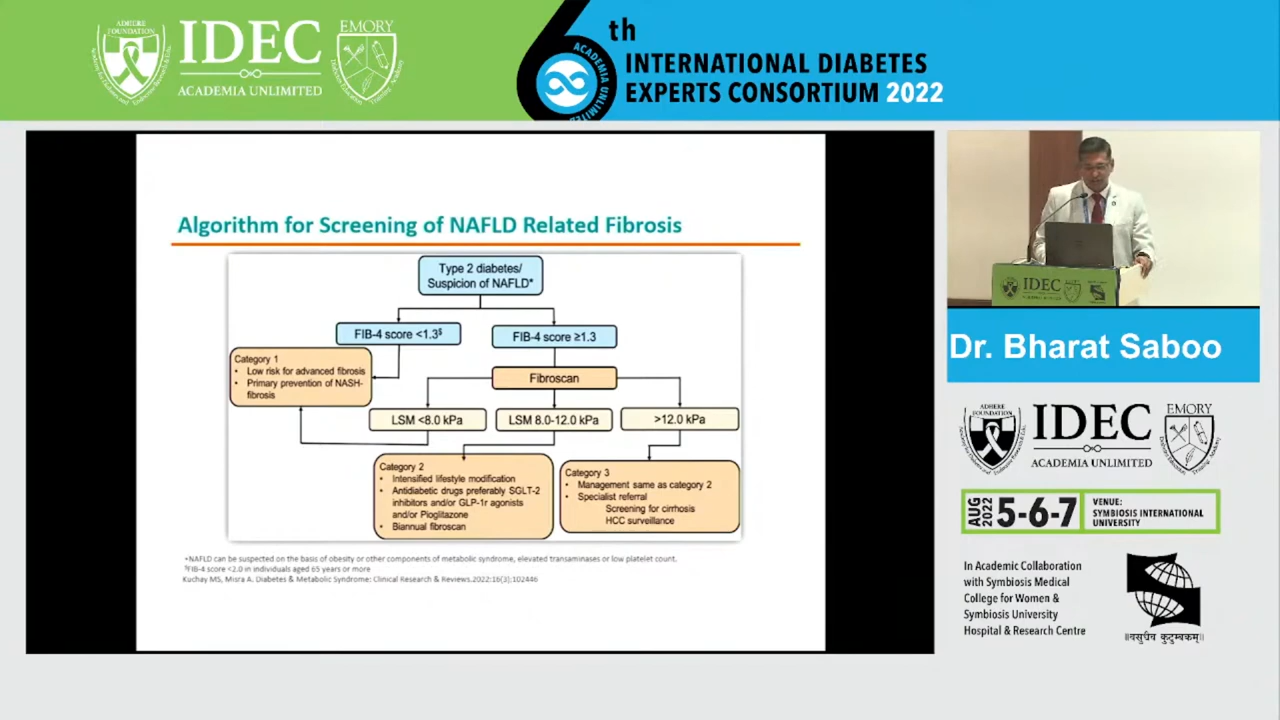 ADHERE
FOUNDATION
IDEC
ACADEMIA UNLIMITED
EMORY
6th
ACADEMIA UNLIMITED
INTERNATIONAL DIABETES
EXPERTS CONSORTIUM 2022
Algorithm for Screening of NAFLD Related Fibrosis
Type 2 diabetes/
Suspicion of NAFLD*
FIB-4 score <1.3$
FIB-4 score ≥1.3
Category 1
• Low risk for advanced fibrosis
• Primary prevention of NASH-
fibrosis
Fibroscan
LSM <8.0 kPa
LSM 8.0-12.0 kPa
>12.0 kPa
Category 2
• Intensified lifestyle modification
• Antidiabetic drugs preferably SGLT-2
inhibitors and/or GLP-1r agonists
and/or Pioglitazone
• Biannual fibroscan
Category 3
• Management same as category 2
• Specialist referral
Screening for cirrhosis
HCC surveillance
*NAFLD can be suspected on the basis of obesity or other components of metabolic syndrome, elevated transaminases or low platelet count.
$FIB-4 score <2.0 in individuals aged 65 years or more
Kuchay MS, Misra A. Diabetes & Metabolic Syndrome: Clinical Research & Reviews.2022:16(3);102446
IDEC
Dr. Bharat Saboo
ADHERE
FOUNDATION
IDEC
ACADEMIA UNLIMITED
EMORY
AUG
2022
5-6-7
VENUE:
SYMBIOSIS INTERNATIONAL
UNIVERSITY
In Academic Collaboration
with Symbiosis Medical
College for Women &
Symbiosis University
Hospital & Research Centre
॥वसुधैव कुटुम्बकम्॥